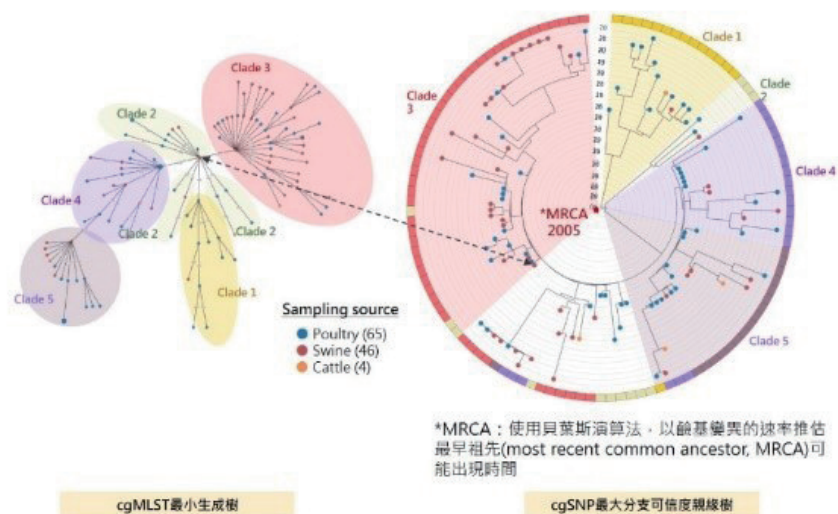 Clade 3
Clade 2
Clade 4
Clade 2
Clade 2
Clade 5
Clade 1
Sampling source
Poultry (65)
Swine (46)
Cattle (4)
Clade 1
Clade 2
Clade 3
Clade 4
*MRCA
2005
Clade 5
*MRCA：使用貝葉斯演算法，以鹼基變異的速率推估
最早祖先(most recent common ancestor, MRCA)可
能出現時間
cgMLST最小生成樹
cgSNP最大分支可信度親緣樹